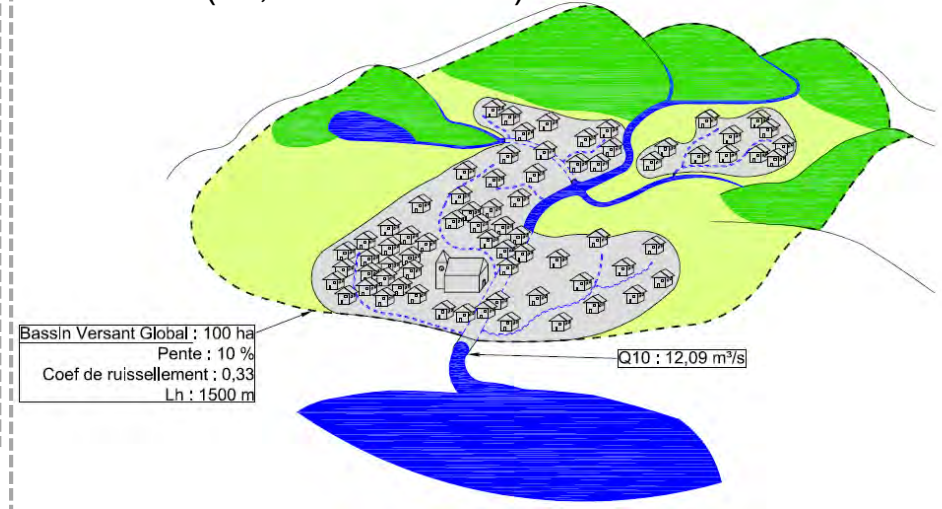 Bassin Versant Global : 100 ha
Pente : 10 %
Coef de ruissellement : 0,33
Lh : 1500 m
Q10 : 12,09 m³/s